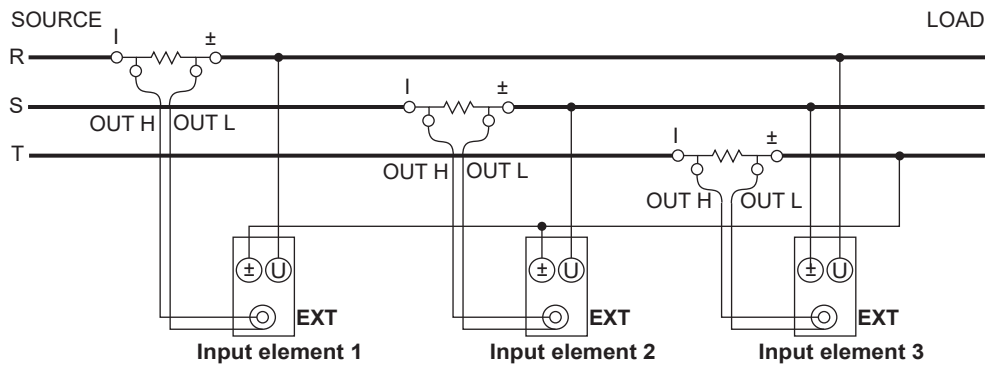 SOURCE LOAD
I ±
R
I ±
S
OUT H OUT L
I ±
T
OUT H OUT L
OUT H OUT L
± U ± U ± U
EXT EXT EXT
Input element 1 Input element 2 Input element 3